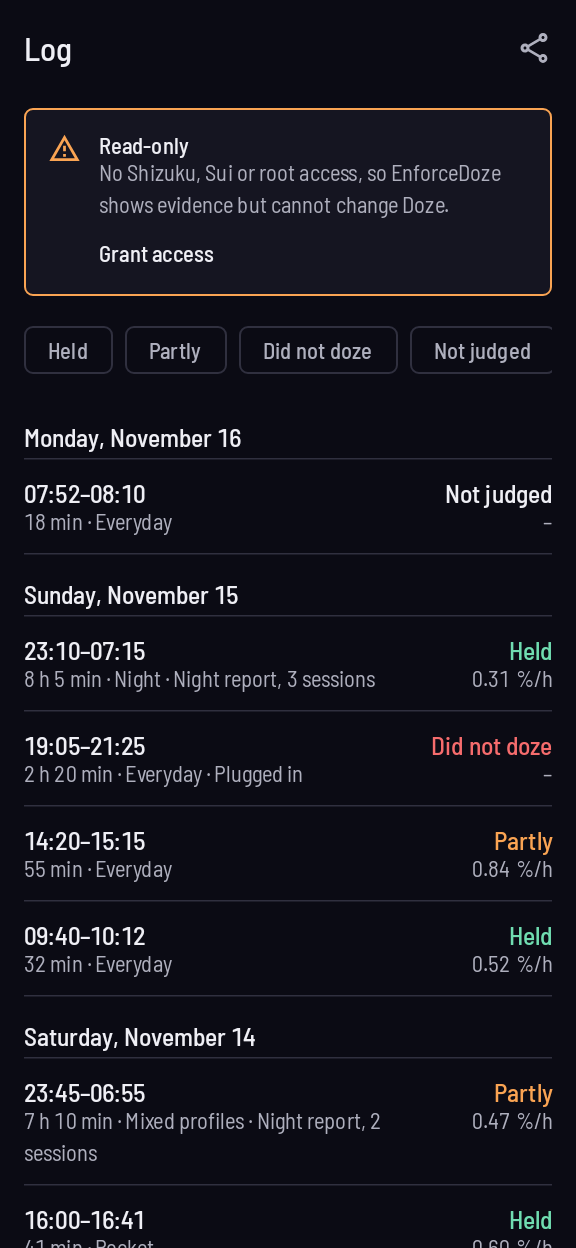 Log
Read-only
No Shizuku, Sui or root access, so EnforceDoze
shows evidence but cannot change Doze.
Grant access
Held
Partly
Did not doze
Not judged
Monday, November 16
07:52–08:10
Not judged
18 min · Everyday
–
Sunday, November 15
23:10–07:15
Held
8 h 5 min · Night · Night report, 3 sessions
0.31 %/h
19:05–21:25
Did not doze
2 h 20 min · Everyday · Plugged in
–
14:20–15:15
Partly
55 min · Everyday
0.84 %/h
09:40–10:12
Held
32 min · Everyday
0.52 %/h
Saturday, November 14
23:45–06:55
Partly
7 h 10 min · Mixed profiles · Night report, 2
sessions
0.47 %/h
16:00–16:41
Held
41 min · Pocket
0.60 %/h